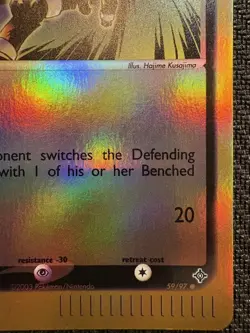 Illus. Hajime Kusajima
onent switches the Defending
with 1 of his or her Benched
20
resistance -30
retreat cost
©2003 Pokémon/Nintendo
59/97